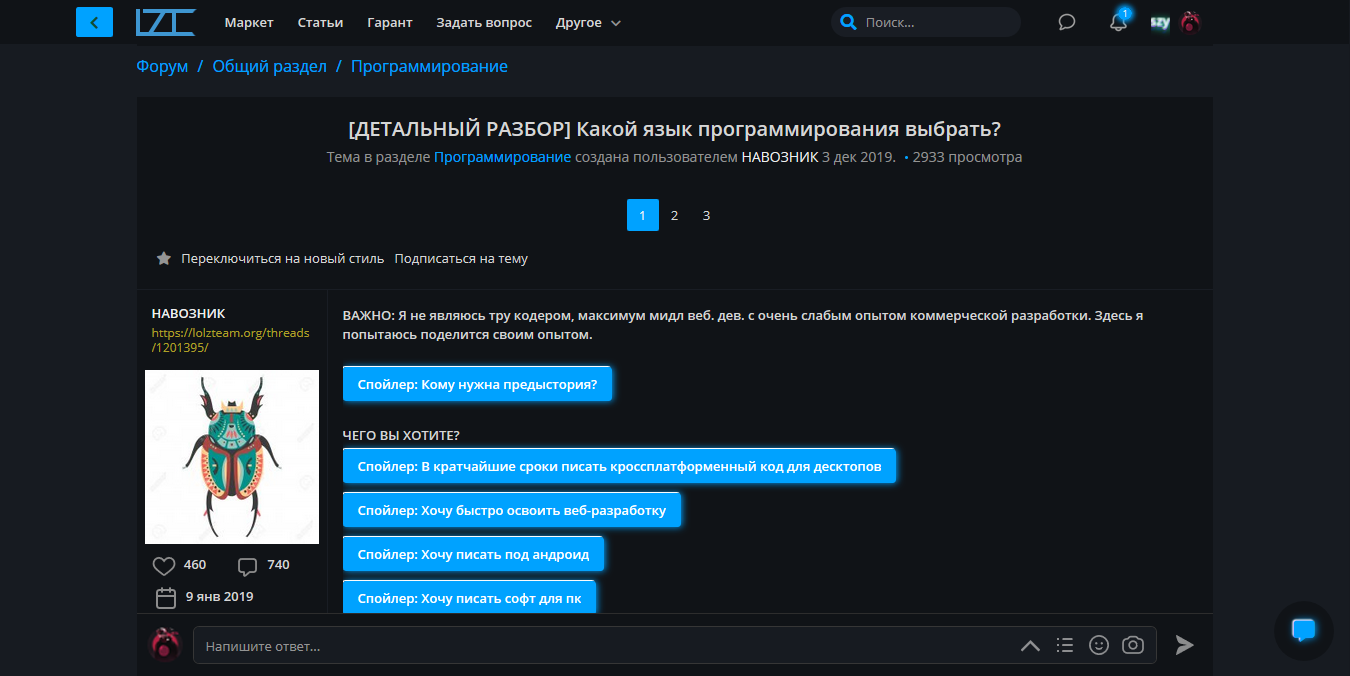 LZT Маркет Статьи Гарант Задать вопрос Другое Поиск... 1 szy
Форум / Общий раздел / Программирование
[ДЕТАЛЬНЫЙ РАЗБОР] Какой язык программирования выбрать?
Тема в разделе Программирование создана пользователем НАВОЗНИК 3 дек 2019. • 2933 просмотра
1 2 3
Переключиться на новый стиль Подписаться на тему
НАВОЗНИК
https://lolzteam.org/threads
/1201395/
460 740
9 янв 2019
ВАЖНО: Я не являюсь тру кодером, максимум мидл веб. дев. с очень слабым опытом коммерческой разработки. Здесь я
попытаюсь поделится своим опытом.
Спойлер: Кому нужна предыстория?
ЧЕГО ВЫ ХОТИТЕ?
Спойлер: В кратчайшие сроки писать кроссплатформенный код для десктопов
Спойлер: Хочу быстро освоить веб-разработку
Спойлер: Хочу писать под андроид
Спойлер: Хочу писать софт для пк
Напишите ответ...